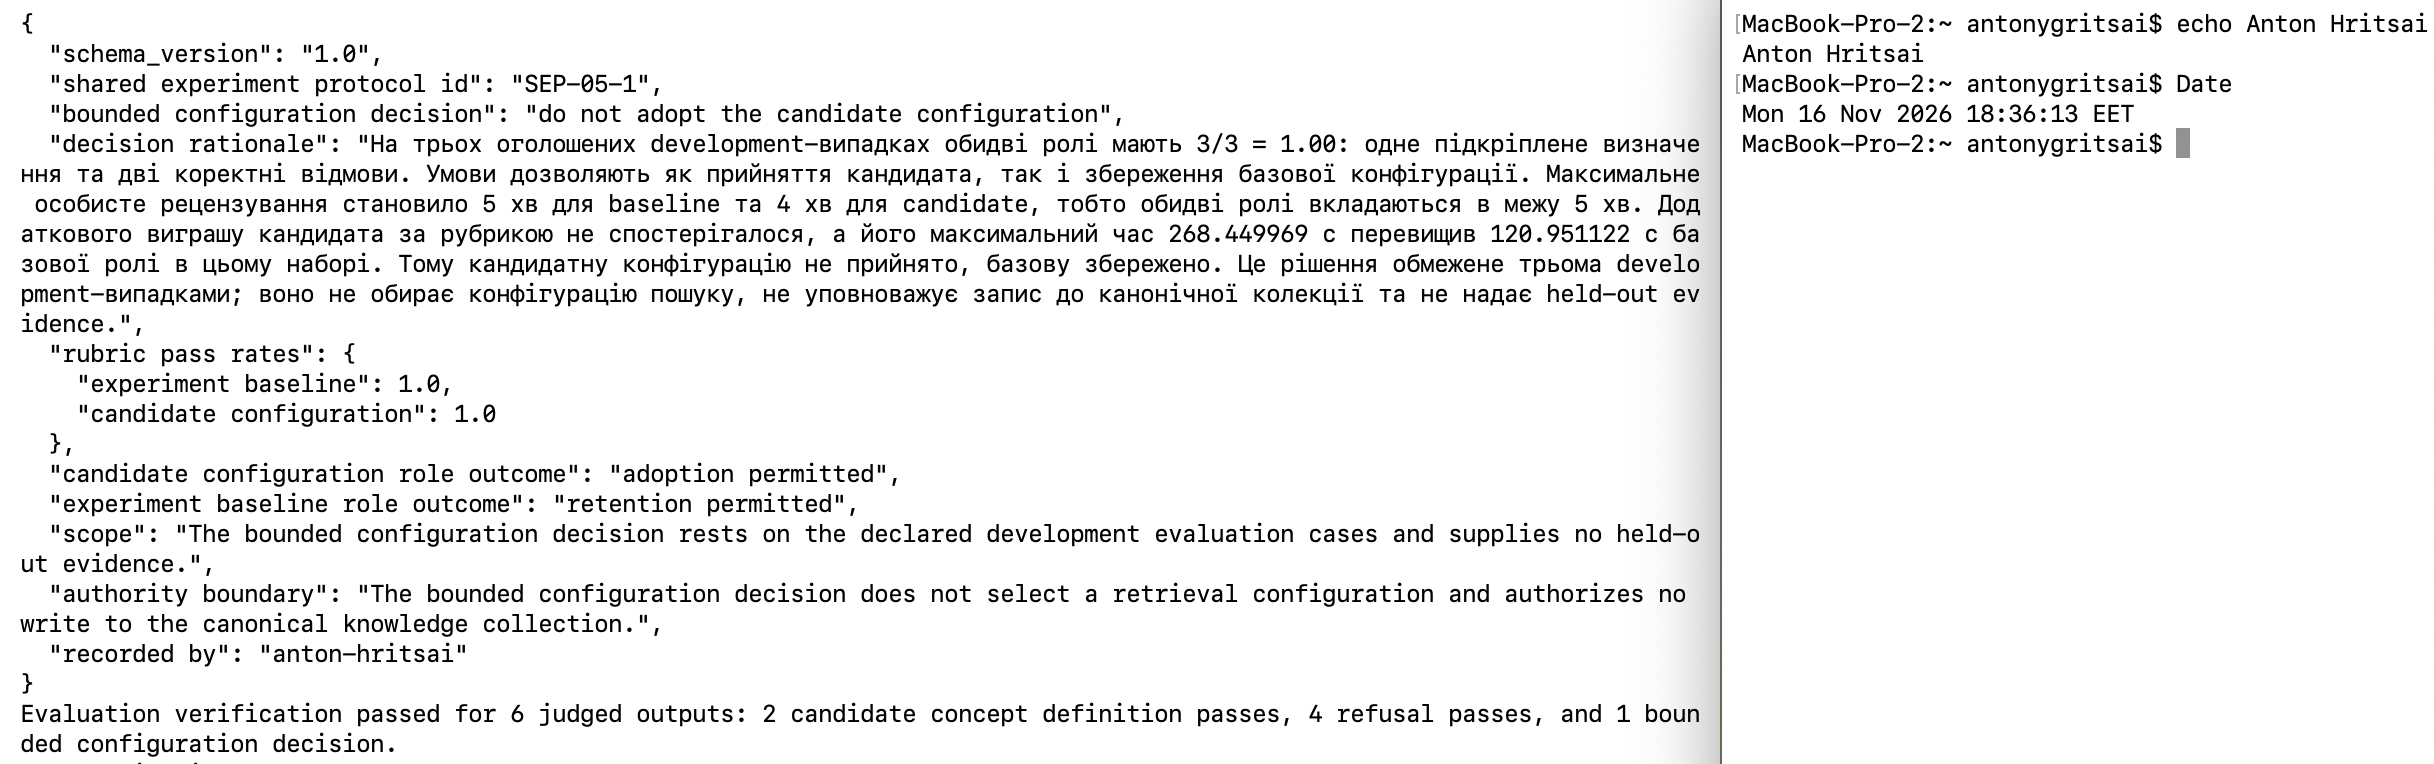 {
  "schema_version": "1.0",
  "shared experiment protocol id": "SEP-05-1",
  "bounded configuration decision": "do not adopt the candidate configuration",
  "decision rationale": "На трьох оголошених development-випадках обидві ролі мають 3/3 = 1.00: одне підкріплене визначе
ння та дві коректні відмови. Умови дозволяють як прийняття кандидата, так і збереження базової конфігурації. Максимальне
 особисте рецензування становило 5 хв для baseline та 4 хв для candidate, тобто обидві ролі вкладаються в межу 5 хв. Дод
аткового виграшу кандидата за рубрикою не спостерігалося, а його максимальний час 268.449969 с перевищив 120.951122 с ба
зової ролі в цьому наборі. Тому кандидатну конфігурацію не прийнято, базову збережено. Це рішення обмежене трьома develo
pment-випадками; воно не обирає конфігурацію пошуку, не уповноважує запис до канонічної колекції та не надає held-out ev
idence.",
  "rubric pass rates": {
    "experiment baseline": 1.0,
    "candidate configuration": 1.0
  },
  "candidate configuration role outcome": "adoption permitted",
  "experiment baseline role outcome": "retention permitted",
  "scope": "The bounded configuration decision rests on the declared development evaluation cases and supplies no held-o
ut evidence.",
  "authority boundary": "The bounded configuration decision does not select a retrieval configuration and authorizes no
write to the canonical knowledge collection.",
  "recorded by": "anton-hritsai"
}
Evaluation verification passed for 6 judged outputs: 2 candidate concept definition passes, 4 refusal passes, and 1 boun
ded configuration decision.
[MacBook-Pro-2:~ antonygritsai$ echo Anton Hritsai
Anton Hritsai
[MacBook-Pro-2:~ antonygritsai$ Date
Mon 16 Nov 2026 18:36:13 EET
MacBook-Pro-2:~ antonygritsai$